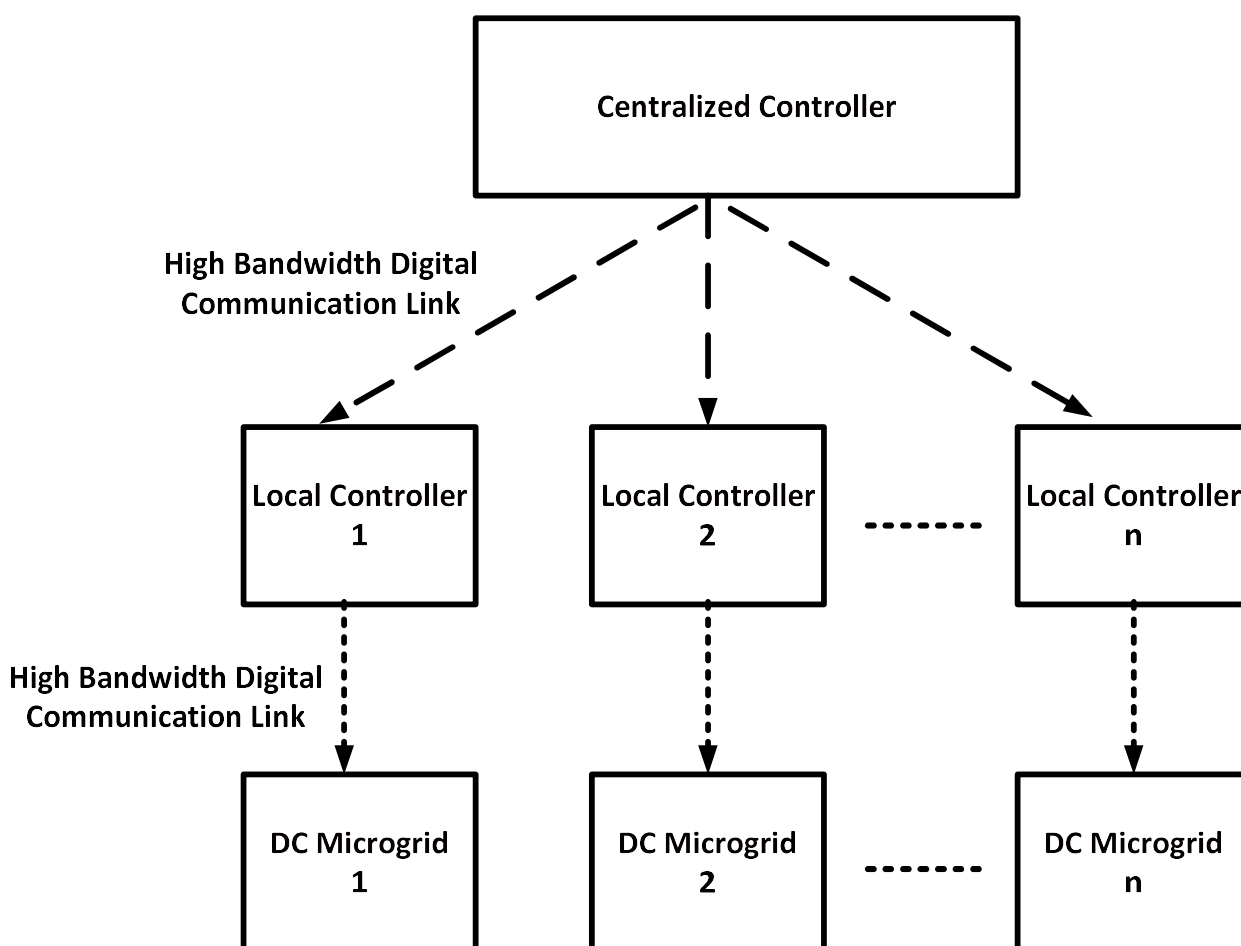 Centralized Controller
High Bandwidth Digital
Communication Link
Local Controller
1
Local Controller
2
Local Controller
n
High Bandwidth Digital
Communication Link
DC Microgrid
1
DC Microgrid
2
DC Microgrid
n